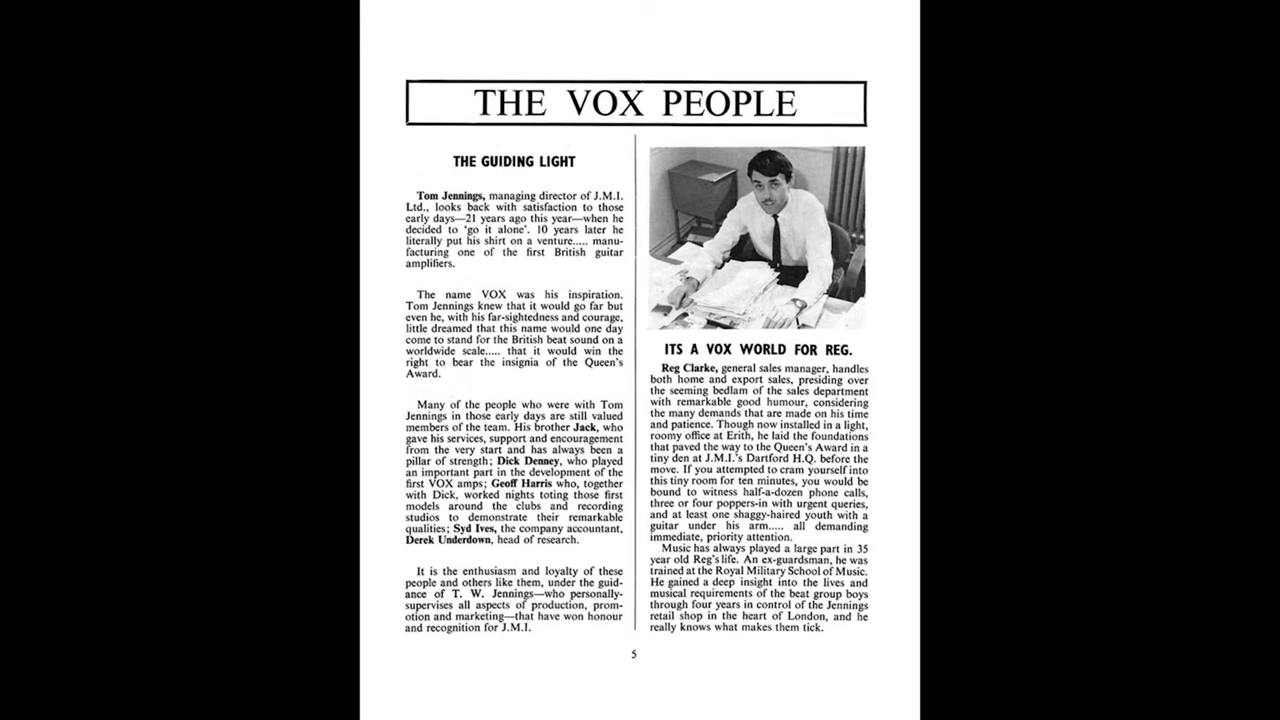 THE VOX PEOPLE
THE GUIDING LIGHT
Tom Jennings, managing director of J.M.I.
Ltd., looks back with satisfaction to those
early days—21 years ago this year—when he
decided to 'go it alone'. 10 years later he
literally put his shirt on a venture..... manu-
facturing one of the first British guitar
amplifiers.
The name VOX was his inspiration.
Tom Jennings knew that it would go far but
even he, with his far-sightedness and courage,
little dreamed that this name would one day
come to stand for the British beat sound on a
worldwide scale..... that it would win the
right to bear the insignia of the Queen's
Award.
Many of the people who were with Tom
Jennings in those early days are still valued
members of the team. His brother Jack, who
gave his services, support and encouragement
from the very start and has always been a
pillar of strength; Dick Denney, who played
an important part in the development of the
first VOX amps; Geoff Harris who, together
with Dick, worked nights toting those first
models around the clubs and recording
studios to demonstrate their remarkable
qualities; Syd Ives, the company accountant,
Derek Underdown, head of research.
It is the enthusiasm and loyalty of these
people and others like them, under the guid-
ance of T. W. Jennings—who personally-
supervises all aspects of production, prom-
otion and marketing—that have won honour
and recognition for J.M.I.
ITS A VOX WORLD FOR REG.
Reg Clarke, general sales manager, handles
both home and export sales, presiding over
the seeming bedlam of the sales department
with remarkable good humour, considering
the many demands that are made on his time
and patience. Though now installed in a light,
roomy office at Erith, he laid the foundations
that paved the way to the Queen's Award in a
tiny den at J.M.I.'s Dartford H.Q. before the
move. If you attempted to cram yourself into
this tiny room for ten minutes, you would be
bound to witness half-a-dozen phone calls,
three or four poppers-in with urgent queries,
and at least one shaggy-haired youth with a
guitar under his arm..... all demanding
immediate, priority attention.
Music has always played a large part in 35
year old Reg's life. An ex-guardsman, he was
trained at the Royal Military School of Music.
He gained a deep insight into the lives and
musical requirements of the beat group boys
through four years in control of the Jennings
retail shop in the heart of London, and he
really knows what makes them tick.
5